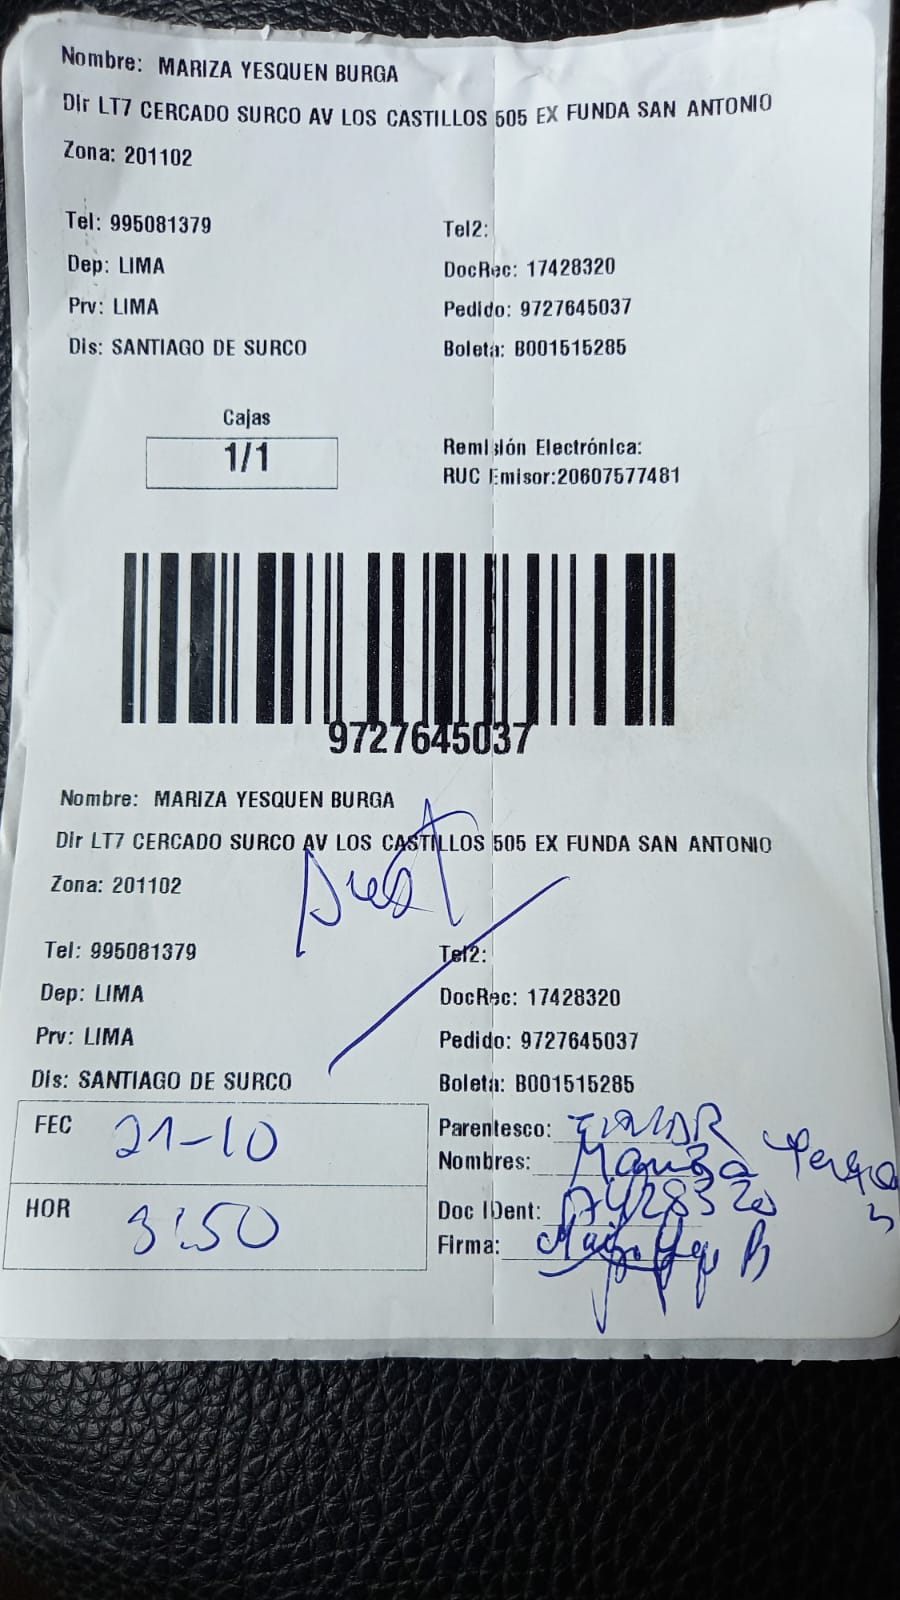 Nombre: MARIZA YESQUEN BURGA
Dir LT7 CERCADO SURCO AV LOS CASTILLOS 505 EX FUNDA SAN ANTONIO
Zona: 201102
Tel: 995081379 Tel2:
Dep: LIMA DocRec: 17428320
Prv: LIMA Pedido: 9727645037
Dis: SANTIAGO DE SURCO Boleta: B001515285
Cajas
1/1
Remisión Electrónica:
RUC Emisor:20607577481
9727645037
Nombre: MARIZA YESQUEN BURGA
Dir LT7 CERCADO SURCO AV LOS CASTILLOS 505 EX FUNDA SAN ANTONIO
Zona: 201102
Tel: 995081379 Tel2:
Dep: LIMA DocRec: 17428320
Prv: LIMA Pedido: 9727645037
Dis: SANTIAGO DE SURCO Boleta: B001515285
FEC 21-10
HOR 3:50
Parentesco:
Nombres: Mariza
Doc IDent: 17428320
Firma: